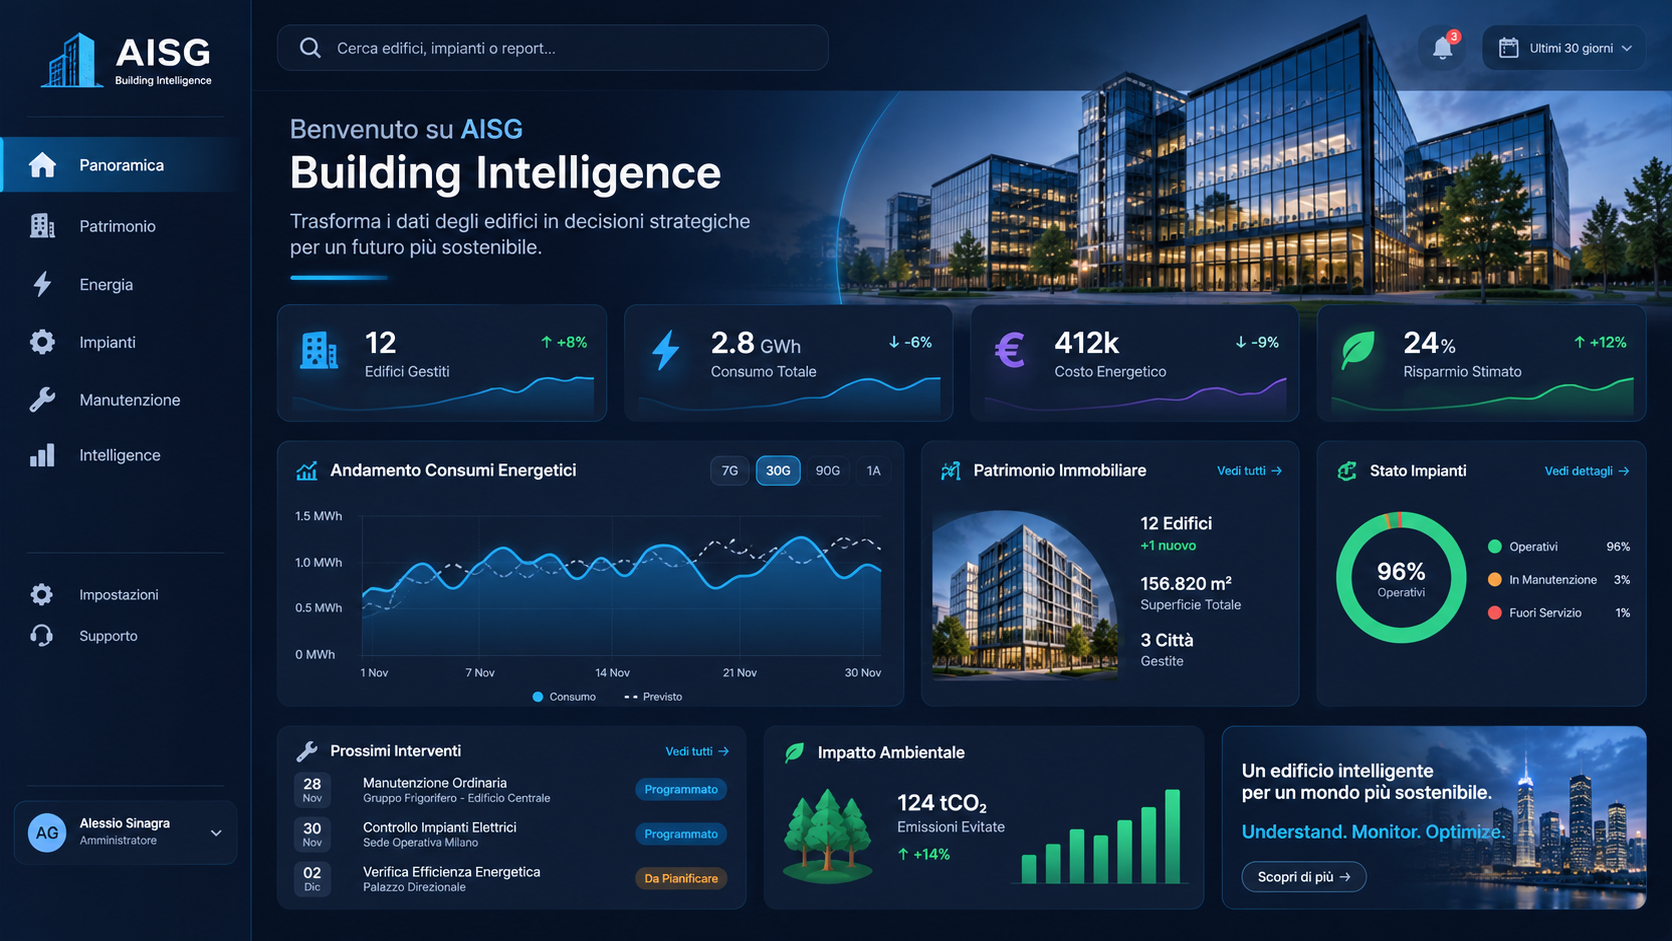 AISG
Building Intelligence
Panoramica
Patrimonio
Energia
Impianti
Manutenzione
Intelligence
Impostazioni
Supporto
AG
Alessio Sinagra
Amministratore
Cerca edifici, impianti o report...
3
Ultimi 30 giorni
Benvenuto su AISG
Building Intelligence
Trasforma i dati degli edifici in decisioni strategiche
per un futuro più sostenibile.
12
Edifici Gestiti
↑ +8%
2.8 GWh
Consumo Totale
↓ -6%
€
412k
Costo Energetico
↓ -9%
24%
Risparmio Stimato
↑ +12%
Andamento Consumi Energetici
7G 30G 90G 1A
1.5 MWh
1.0 MWh
0.5 MWh
0 MWh
1 Nov 7 Nov 14 Nov 21 Nov 30 Nov
Consumo Previsto
Patrimonio Immobiliare
Vedi tutti →
12 Edifici
+1 nuovo
156.820 m²
Superficie Totale
3 Città
Gestite
Stato Impianti
Vedi dettagli →
96%
Operativi
Operativi 96%
In Manutenzione 3%
Fuori Servizio 1%
Prossimi Interventi
Vedi tutti →
28
Nov
Manutenzione Ordinaria
Gruppo Frigorifero - Edificio Centrale
Programmato
30
Nov
Controllo Impianti Elettrici
Sede Operativa Milano
Programmato
02
Dic
Verifica Efficienza Energetica
Palazzo Direzionale
Da Pianificare
Impatto Ambientale
124 tCO₂
Emissioni Evitate
↑ +14%
Un edificio intelligente
per un mondo più sostenibile.
Understand. Monitor. Optimize.
Scopri di più →